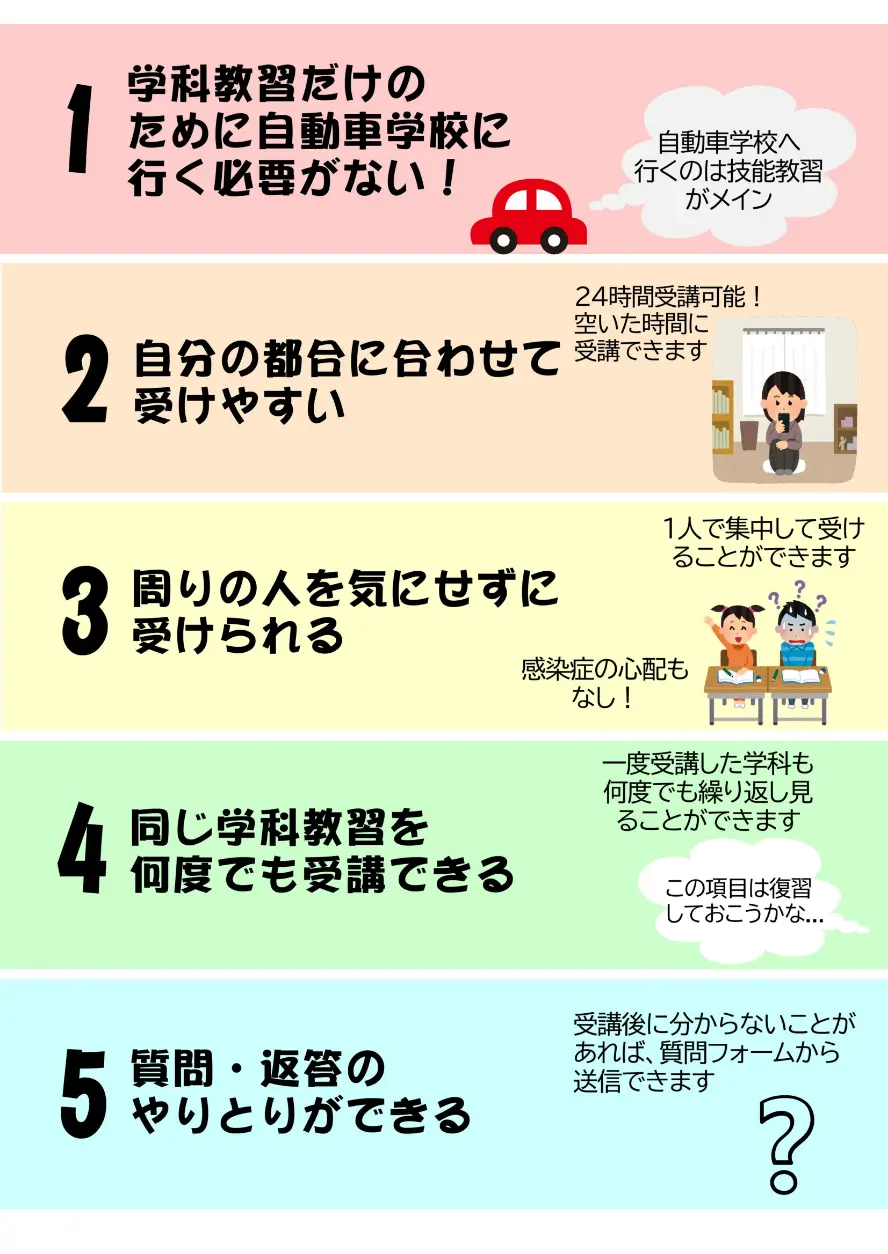 1
学科教習だけの
ために自動車学校に
行く必要がない！
自動車学校へ
行くのは技能教習
がメイン
2
自分の都合に合わせて
受けやすい
24時間受講可能！
空いた時間に
受講できます
3
周りの人を気にせずに
受けられる
1人で集中して受け
ることができます
感染症の心配も
なし！
? ? ?
4
同じ学科教習を
何度でも受講できる
一度受講した学科も
何度でも繰り返し見
ることができます
この項目は復習
しておこうかな...
5
質問・返答の
やりとりができる
受講後に分からないことが
あれば、質問フォームから
送信できます
?